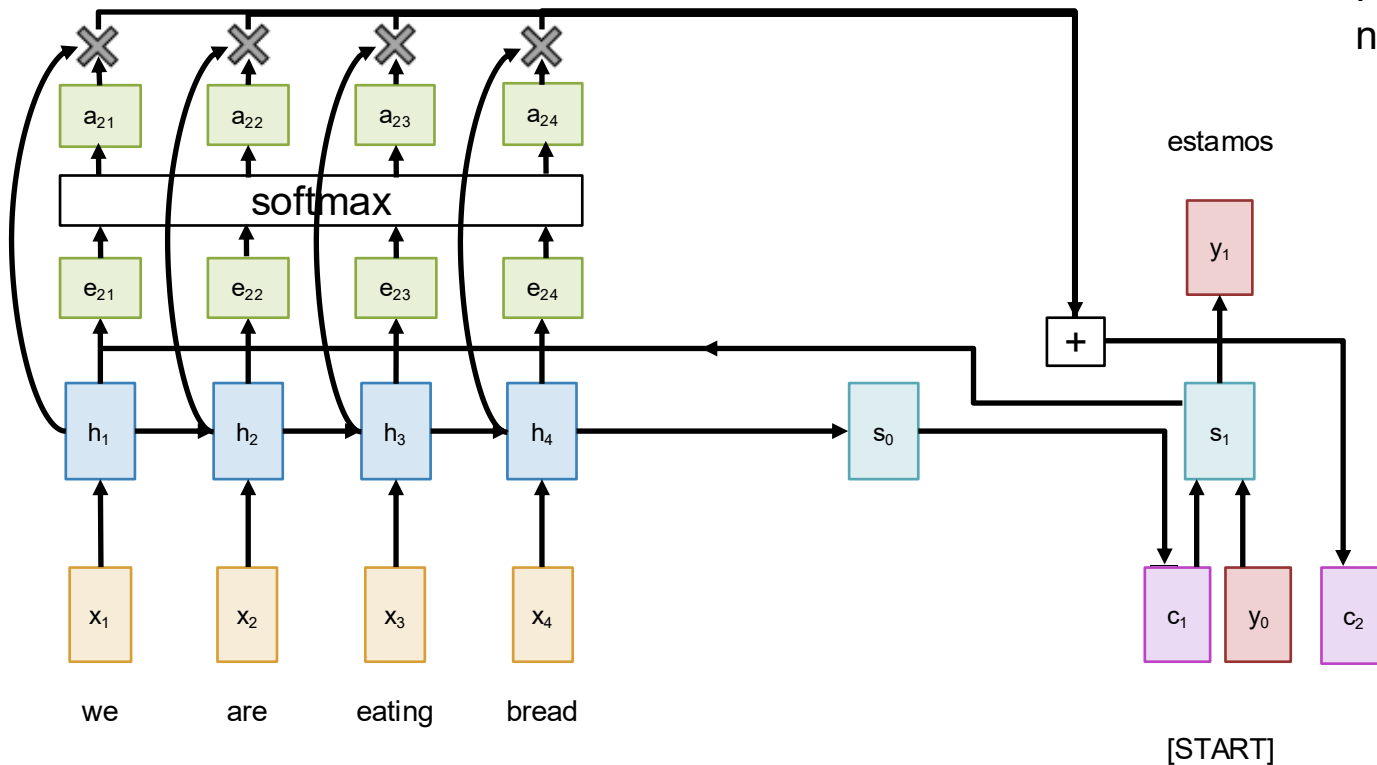 n
a21 a22 a23 a24
estamos
softmax
y1
e21 e22 e23 e24
+
h1 h2 h3 h4 s0 s1
x1 x2 x3 x4 c1 y0 c2
we are eating bread
[START]